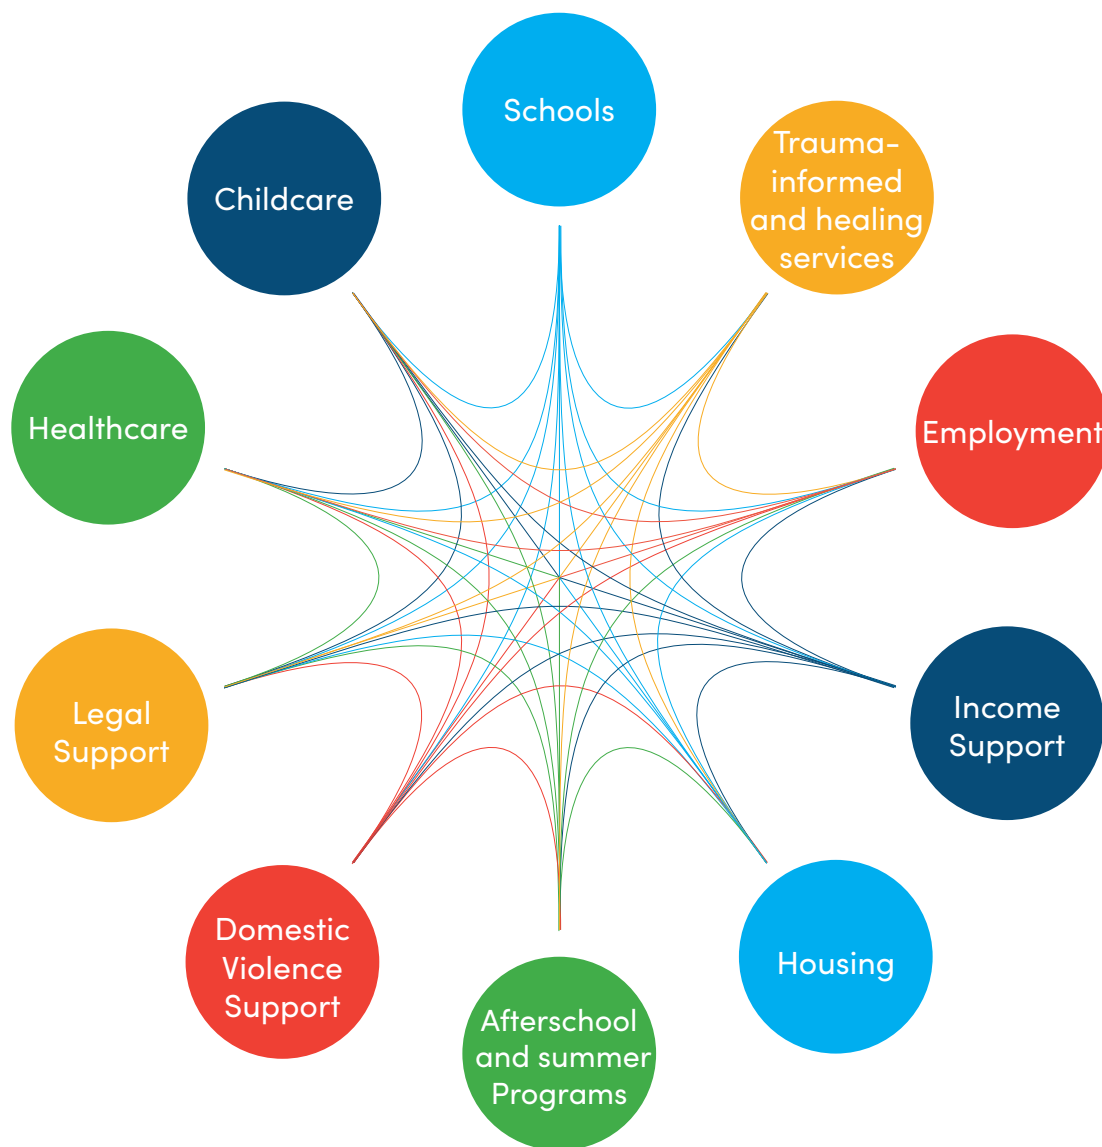 Schools
Trauma-
informed
and healing
services
Childcare
Healthcare
Employment
Legal
Support
Income
Support
Domestic
Violence
Support
Housing
Afterschool
and summer
Programs